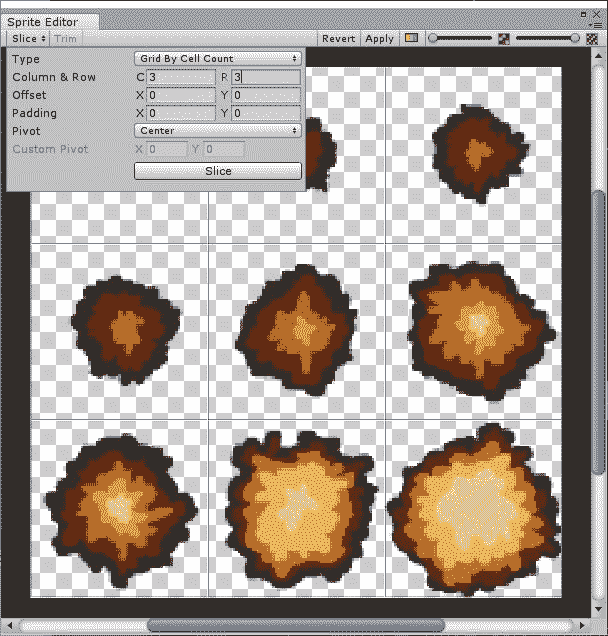 Sprite Editor
Slice Trim Revert Apply
Type Grid By Cell Count
Column & Row C 3 R 3
Offset X 0 Y 0
Padding X 0 Y 0
Pivot Center
Custom Pivot X 0 Y 0
Slice